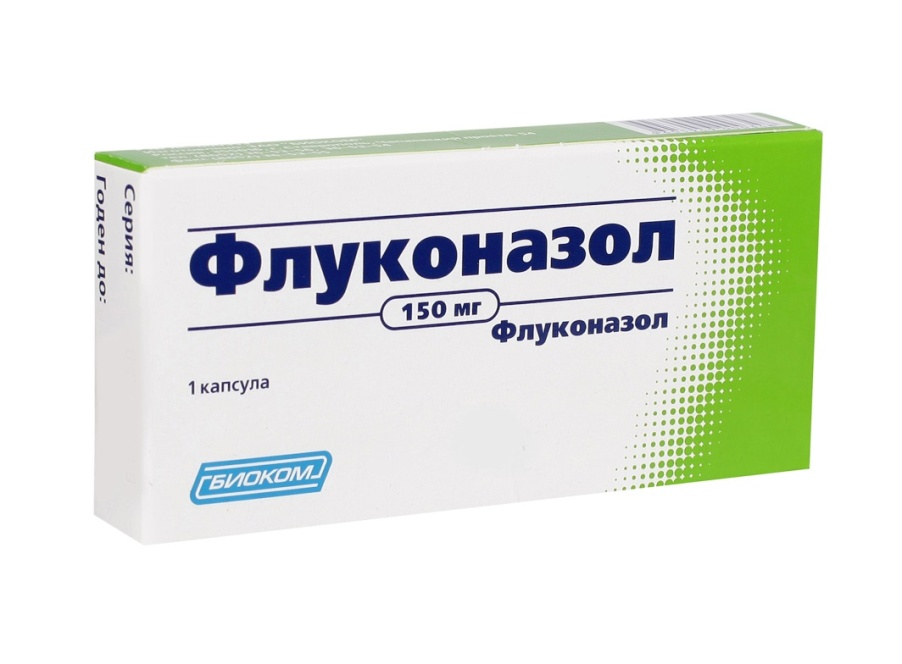 Серия:
Годен до:
Флуконазол
150 мг
Флуконазол
1 капсула
БИОКОМ